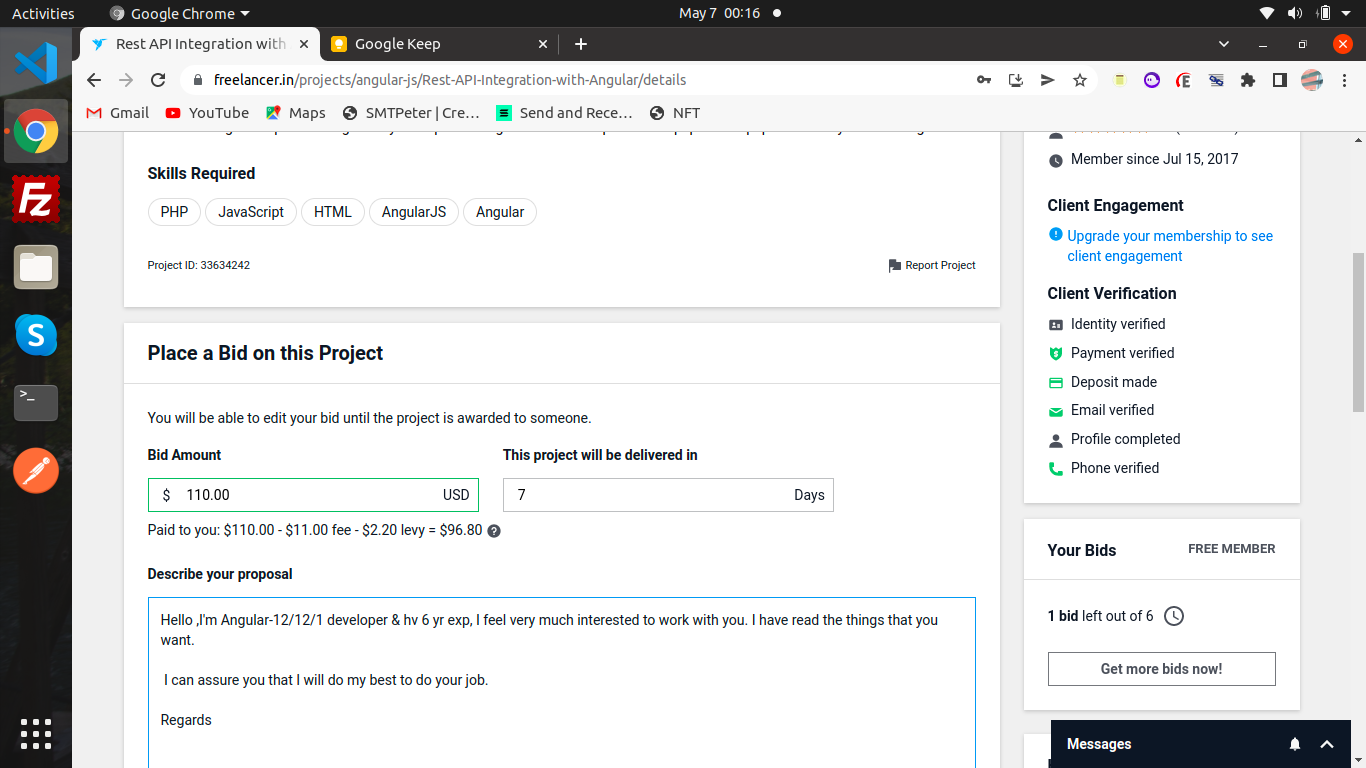 Activities
Google Chrome
May 7 00:16
Rest API Integration with
Google Keep
freelancer.in/projects/angular-js/Rest-API-Integration-with-Angular/details
Gmail
YouTube
Maps
SMTPeter | Cre...
Send and Rece...
NFT
Skills Required
PHP
JavaScript
HTML
AngularJS
Angular
Project ID: 33634242
Report Project
Place a Bid on this Project
You will be able to edit your bid until the project is awarded to someone.
Bid Amount
This project will be delivered in
$ 110.00 USD
7 Days
Paid to you: $110.00 - $11.00 fee - $2.20 levy = $96.80
Describe your proposal
Hello ,I'm Angular-12/12/1 developer & hv 6 yr exp, I feel very much interested to work with you. I have read the things that you
want.
I can assure you that I will do my best to do your job.
Regards
Member since Jul 15, 2017
Client Engagement
Upgrade your membership to see
client engagement
Client Verification
Identity verified
Payment verified
Deposit made
Email verified
Profile completed
Phone verified
Your Bids
FREE MEMBER
1 bid left out of 6
Get more bids now!
Messages